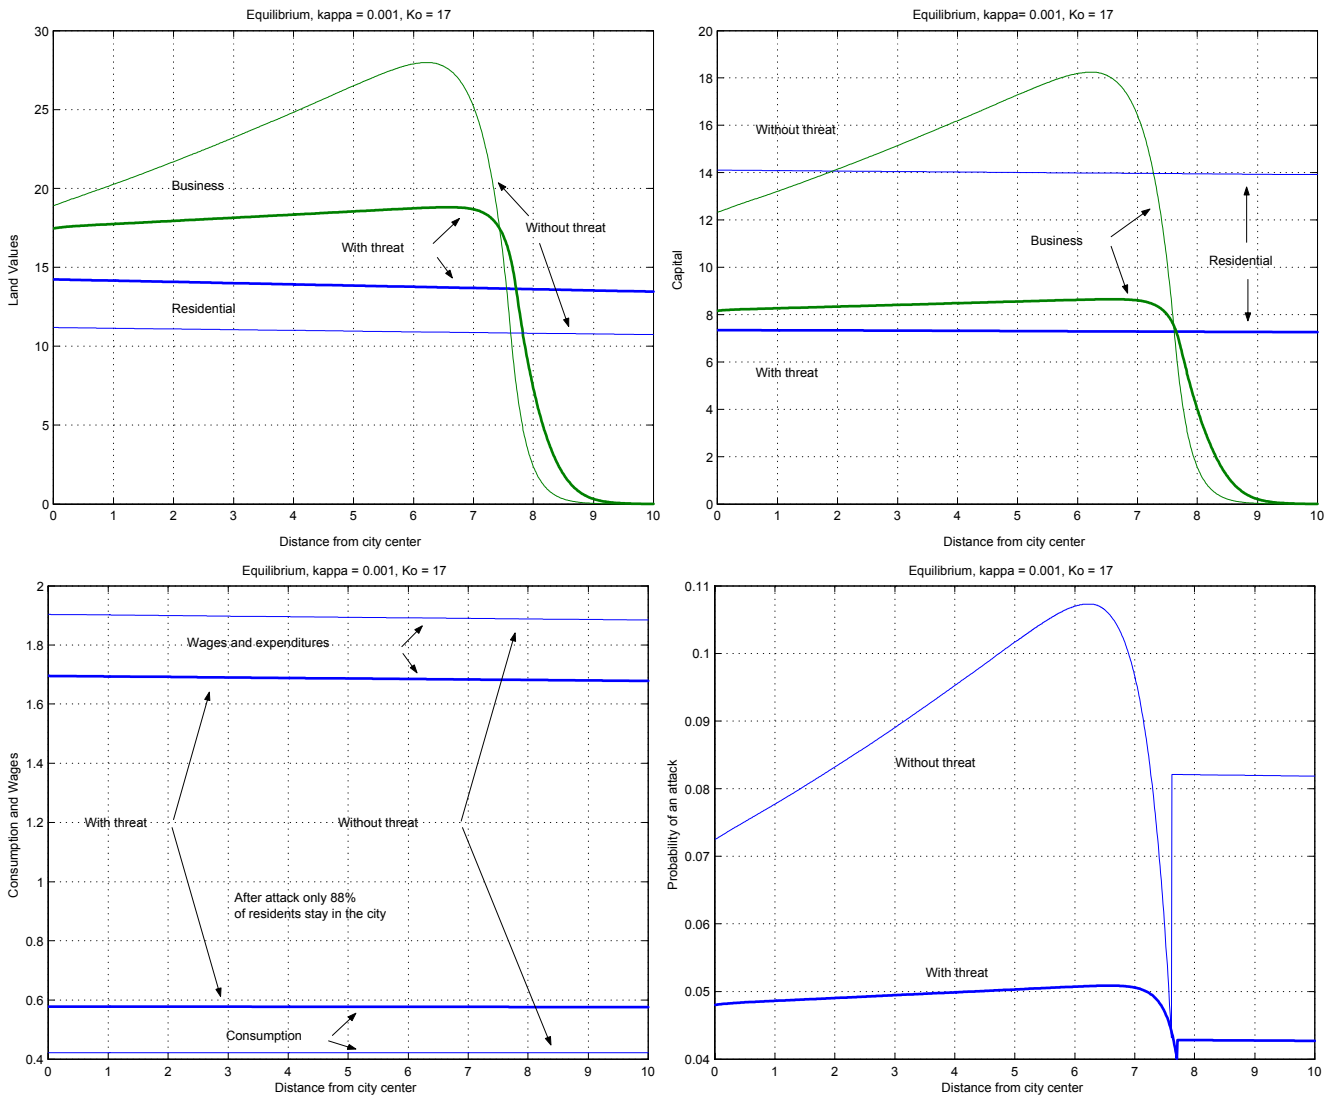 Equilibrium, kappa = 0.001, Ko = 17
30
25
20
15
10
5
0
Land Values
Business
With threat
Without threat
Residential
0 1 2 3 4 5 6 7 8 9 10
Distance from city center
Equilibrium, kappa= 0.001, Ko = 17
20
18
16
14
12
10
8
6
4
2
0
Capital
Without threat
Business
Residential
With threat
0 1 2 3 4 5 6 7 8 9 10
Distance from city center
Equilibrium, kappa = 0.001, Ko = 17
2
1.8
1.6
1.4
1.2
1
0.8
0.6
0.4
Consumption and Wages
Wages and expenditures
With threat
Without threat
After attack only 88%
of residents stay in the city
Consumption
0 1 2 3 4 5 6 7 8 9 10
Distance from city center
Equilibrium, kappa = 0.001, Ko = 17
0.11
0.1
0.09
0.08
0.07
0.06
0.05
0.04
Probability of an attack
Without threat
With threat
0 1 2 3 4 5 6 7 8 9 10
Distance from city center